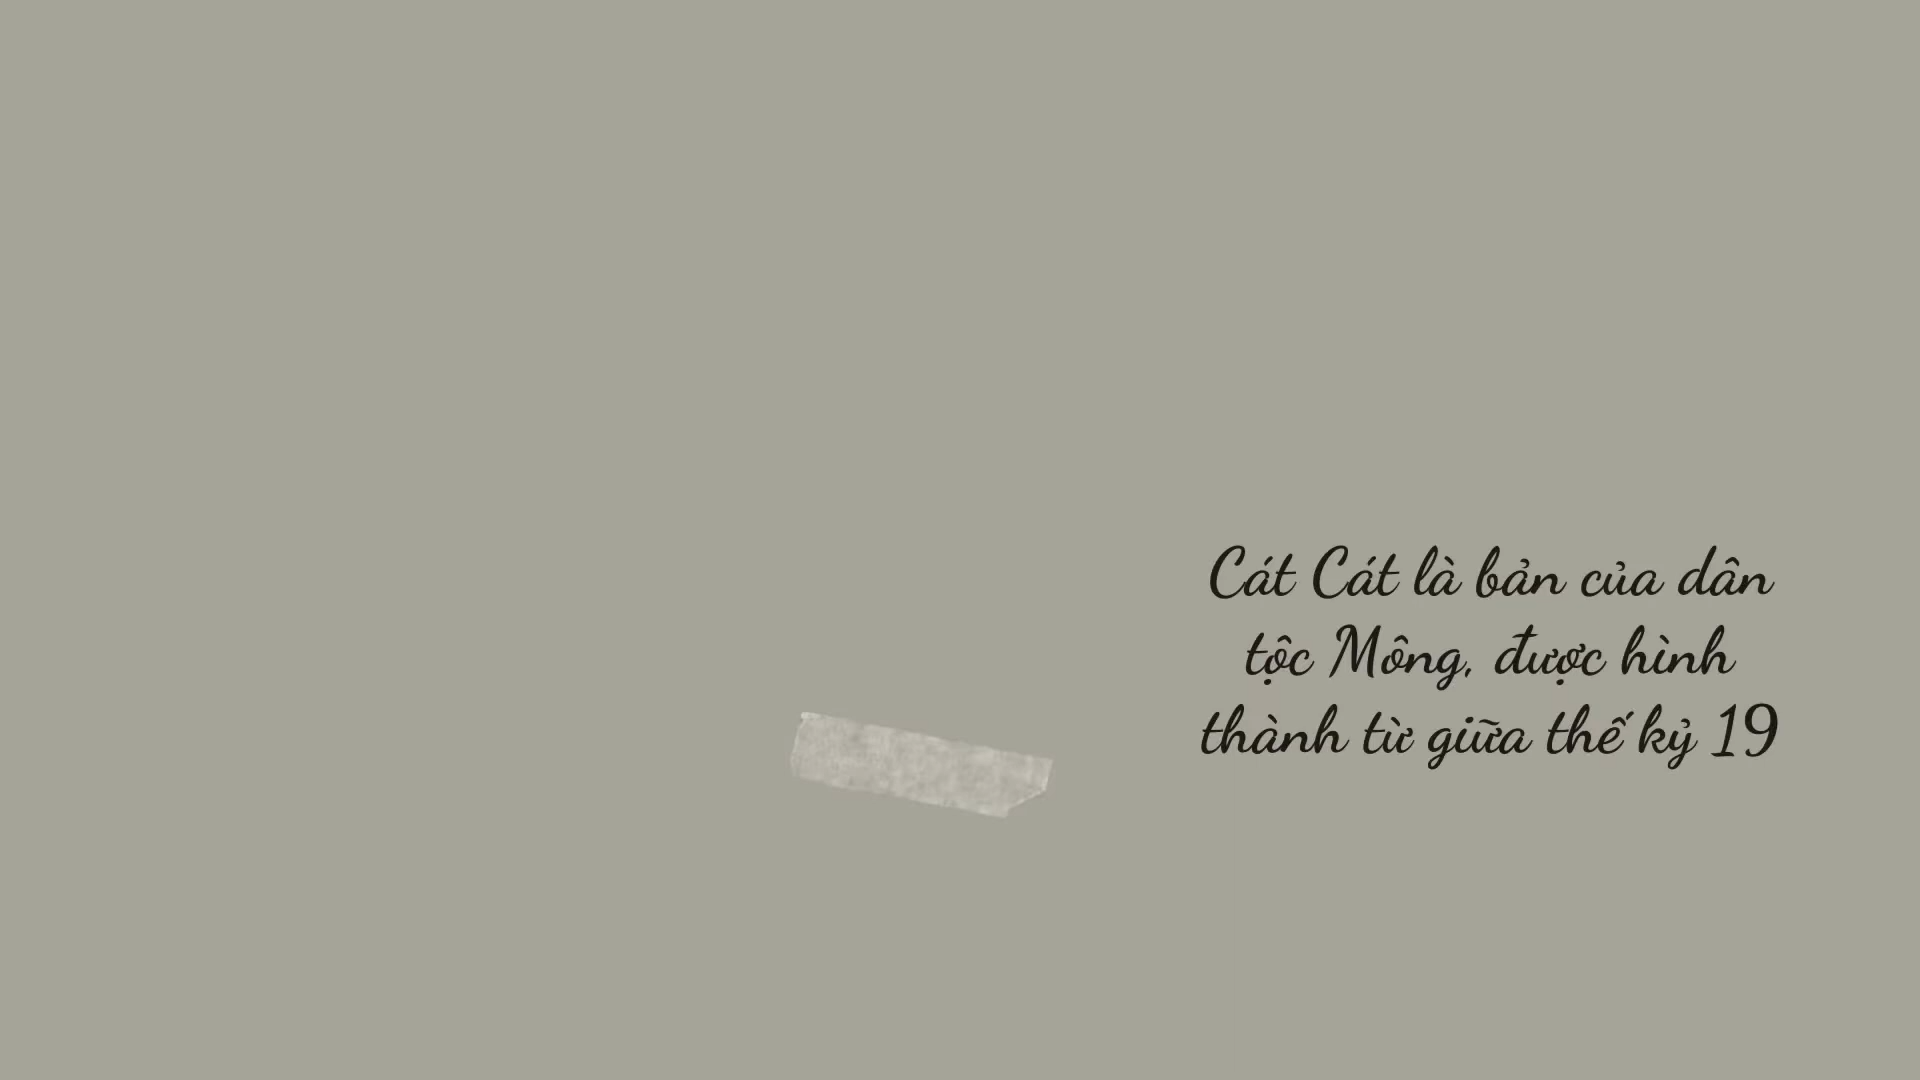 Cát Cát là bản của dân
tộc Mông, được hình
thành từ giữa thế kỷ 19